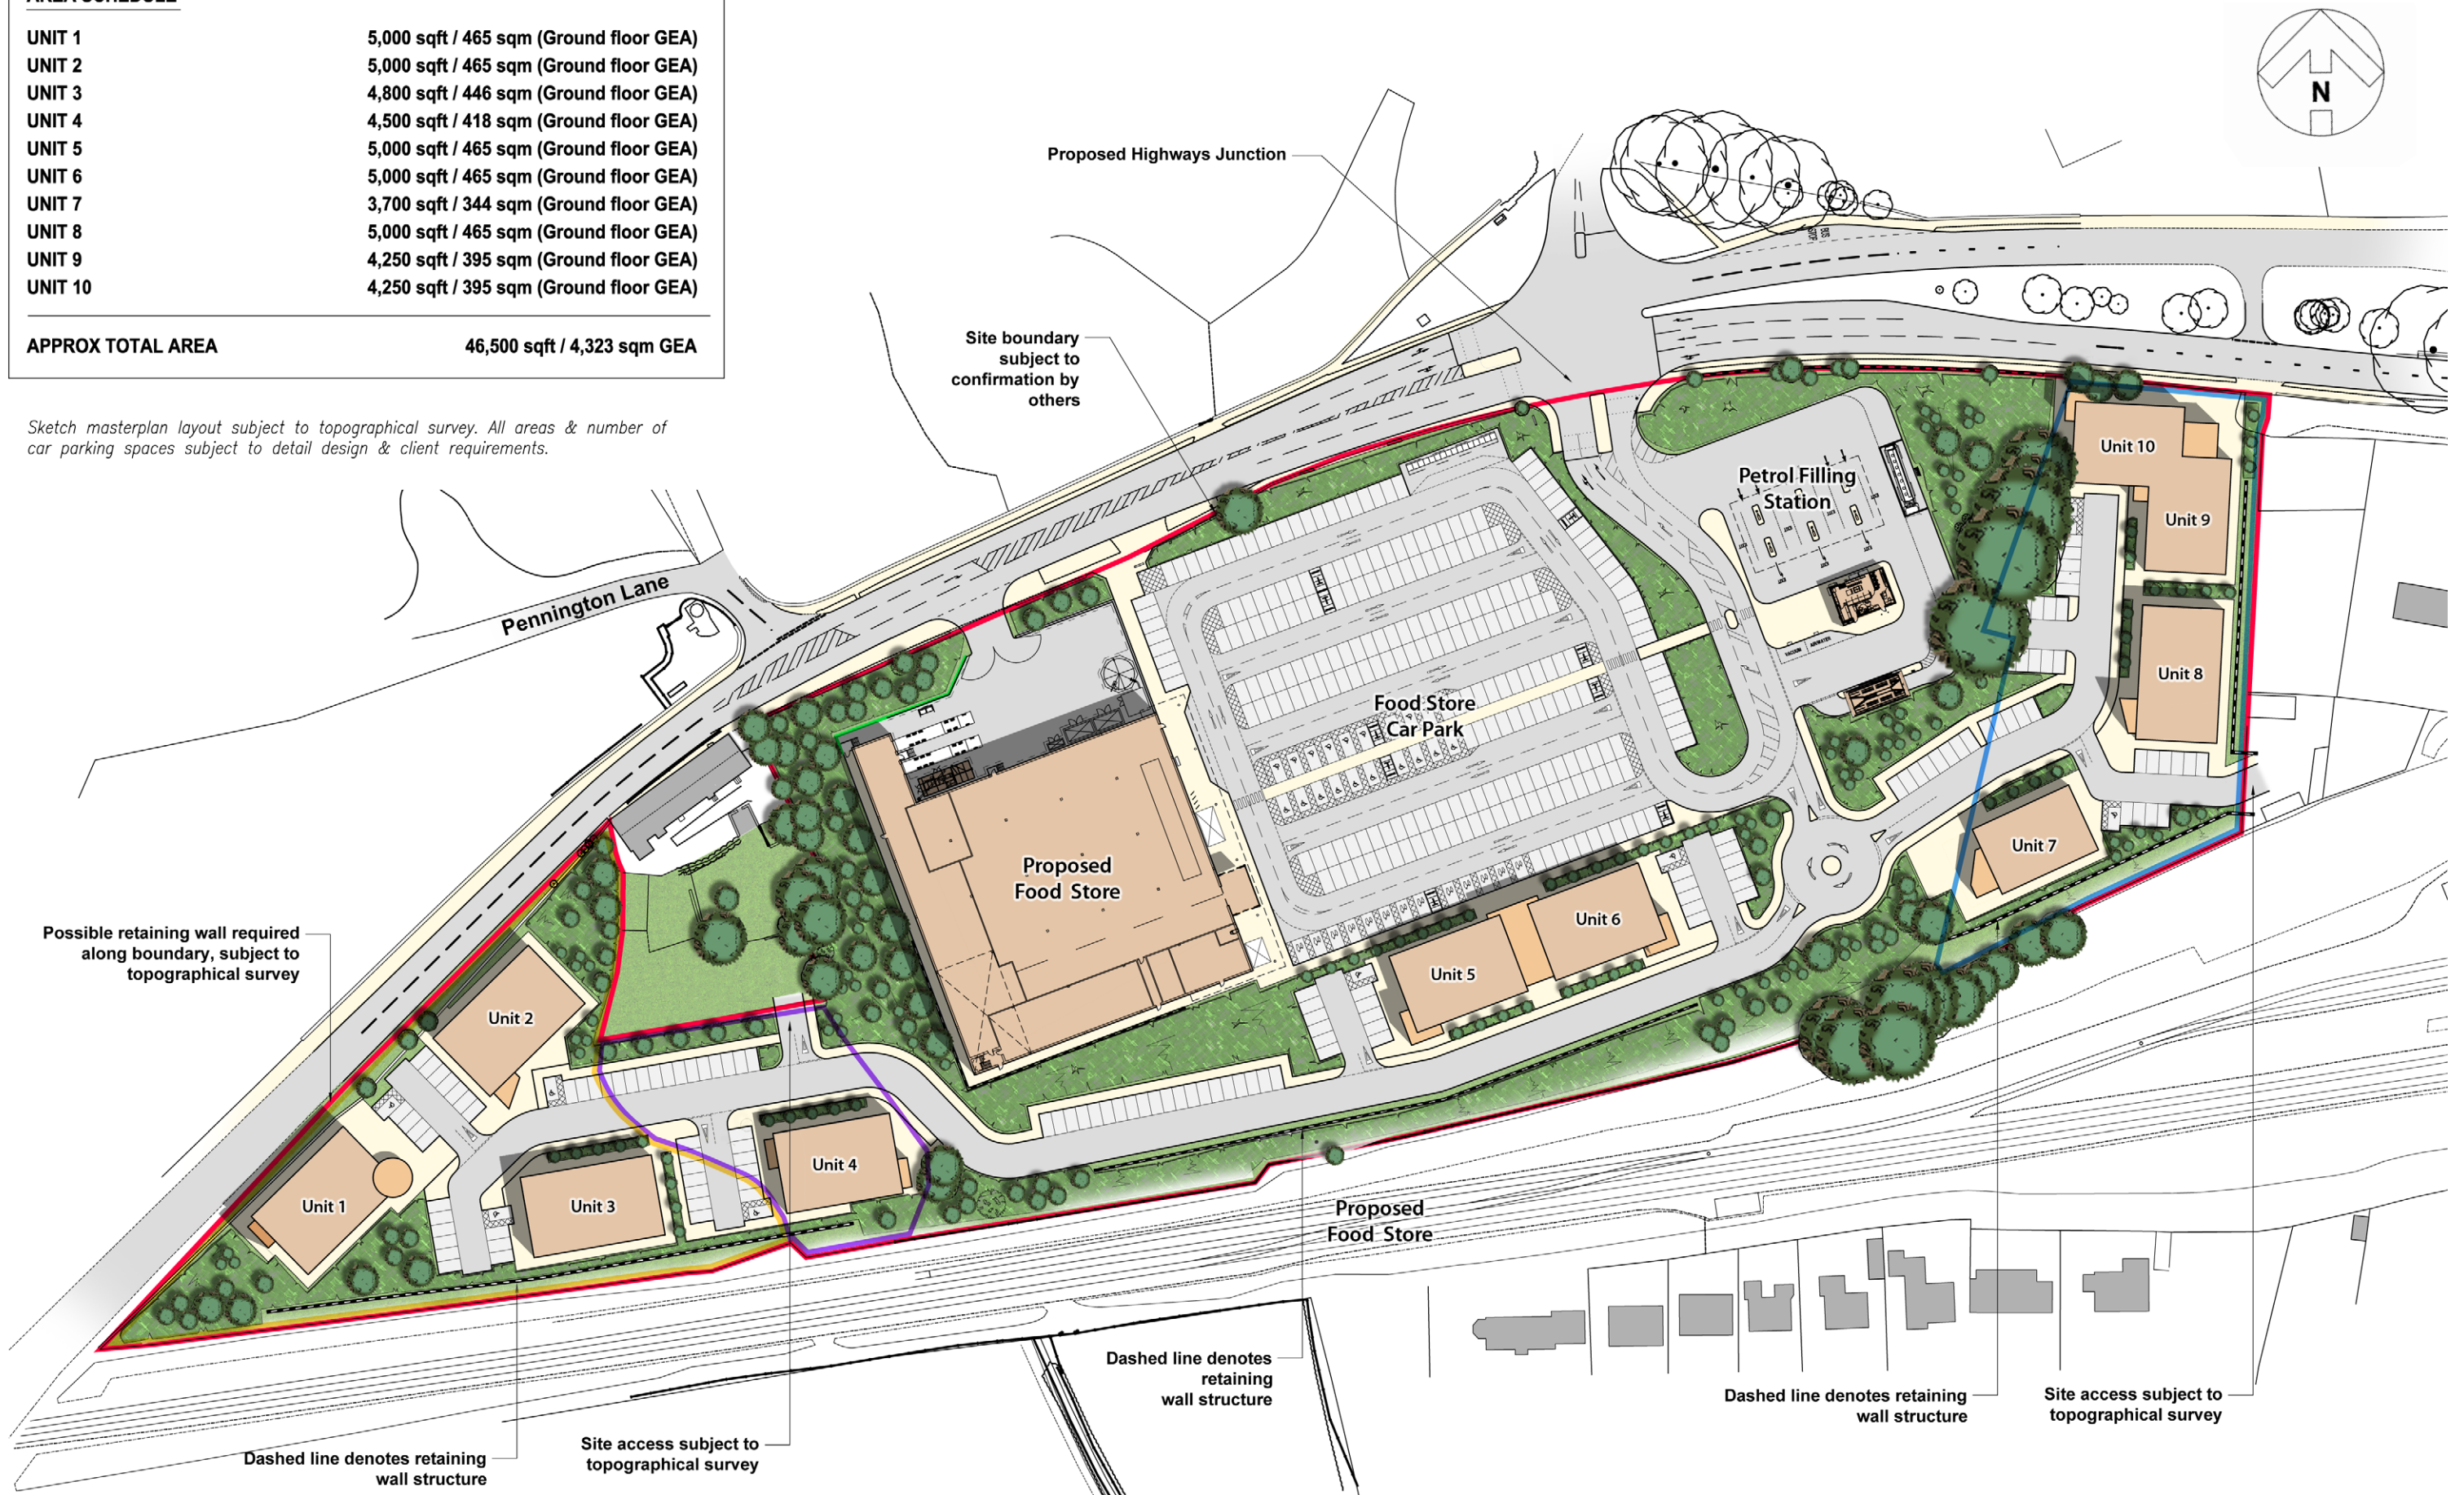 AREA SCHEDULE
UNIT 1 5,000 sqft / 465 sqm (Ground floor GEA)
UNIT 2 5,000 sqft / 465 sqm (Ground floor GEA)
UNIT 3 4,800 sqft / 446 sqm (Ground floor GEA)
UNIT 4 4,500 sqft / 418 sqm (Ground floor GEA)
UNIT 5 5,000 sqft / 465 sqm (Ground floor GEA)
UNIT 6 5,000 sqft / 465 sqm (Ground floor GEA)
UNIT 7 3,700 sqft / 344 sqm (Ground floor GEA)
UNIT 8 5,000 sqft / 465 sqm (Ground floor GEA)
UNIT 9 4,250 sqft / 395 sqm (Ground floor GEA)
UNIT 10 4,250 sqft / 395 sqm (Ground floor GEA)
APPROX TOTAL AREA 46,500 sqft / 4,323 sqm GEA
Sketch masterplan layout subject to topographical survey. All areas & number of
car parking spaces subject to detail design & client requirements.
N
Proposed Highways Junction
BUS
STOP
Site boundary
subject to
confirmation by
others
Pennington Lane
Petrol Filling
Station
Unit 10
Unit 9
Unit 8
Unit 7
Food Store
Car Park
Proposed
Food Store
Unit 6
Unit 5
Possible retaining wall required
along boundary, subject to
topographical survey
Unit 2
Unit 4
Unit 1
Unit 3
Proposed
Food Store
Dashed line denotes
retaining
wall structure
Dashed line denotes retaining
wall structure
Site access subject to
topographical survey
Site access subject to
topographical survey
Dashed line denotes retaining
wall structure